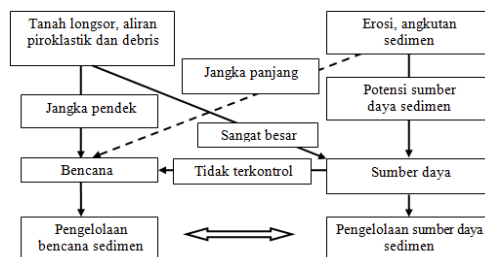 Tanah longsor, aliran
piroklastik dan debris
Erosi, angkutan
sedimen
Jangka panjang
Potensi sumber
daya sedimen
Jangka pendek
Sangat besar
Bencana
Tidak terkontrol
Sumber daya
Pengelolaan
bencana sedimen
Pengelolaan sumber daya
sedimen